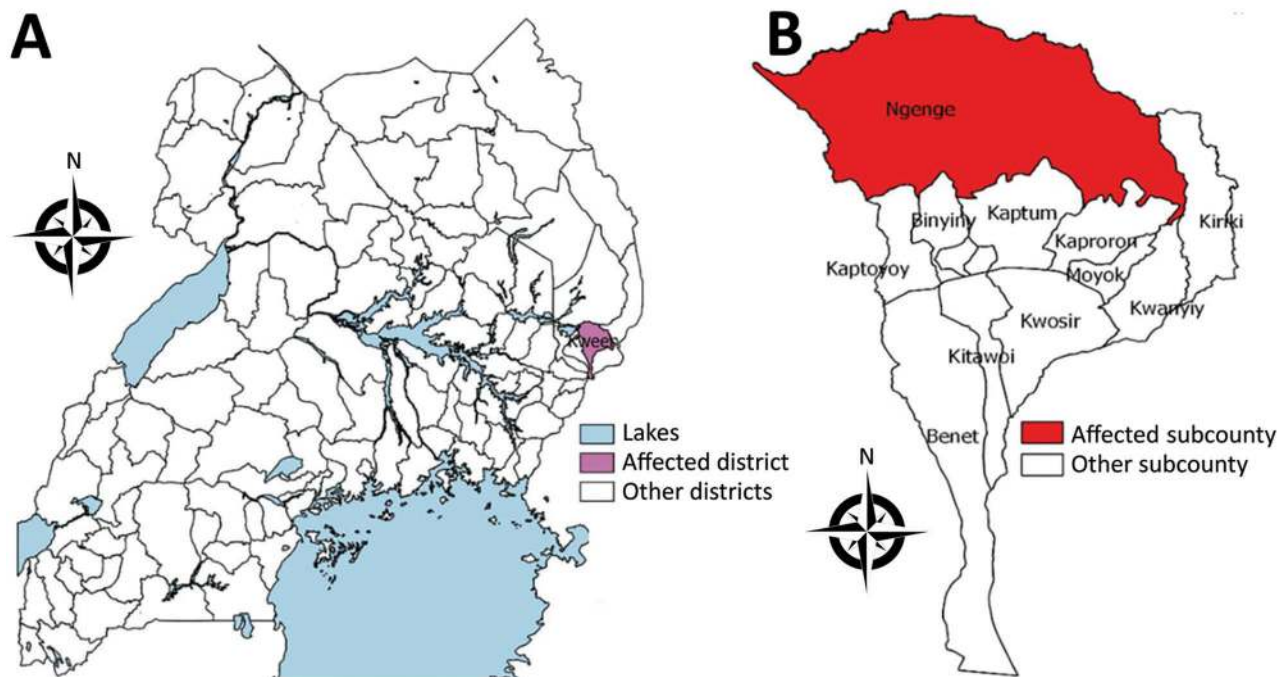 A
N
Kween
Lakes
Affected district
Other districts
B
Ngenge
Binyiny
Kaptum
Kiriki
Kaproron
Kaptoyoy
Moyok
Kwanyiy
Kwosir
Kitawoi
Benet
Affected subcounty
Other subcounty
N